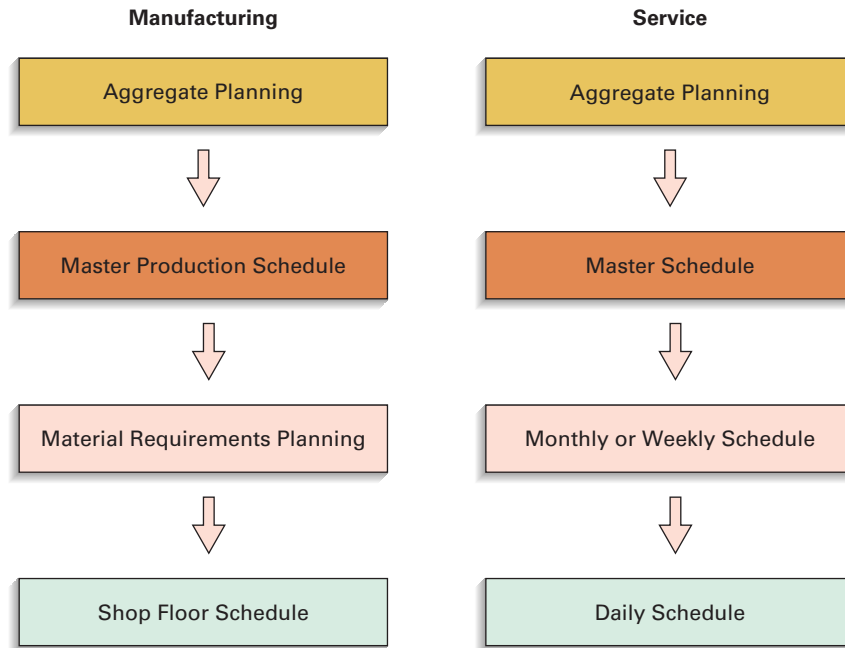 Manufacturing
Service
Aggregate Planning
Aggregate Planning
Master Production Schedule
Master Schedule
Material Requirements Planning
Monthly or Weekly Schedule
Shop Floor Schedule
Daily Schedule